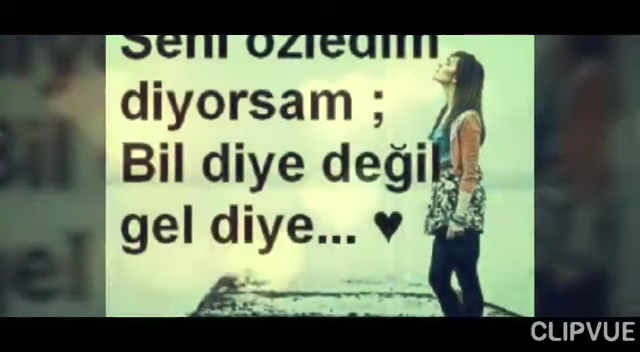 Seni özledim
diyorsam ;
Bil diye değil
gel diye... ♥
CLIPVUE